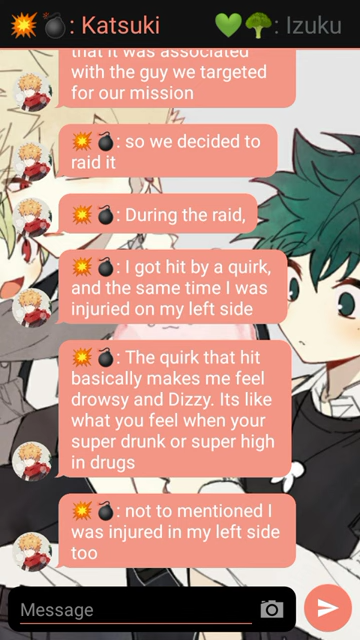 💥💣: Katsuki 💚🥦: Izuku
that it was associated
with the guy we targeted
for our mission
💥💣: so we decided to
raid it
💥💣: During the raid,
💥💣: I got hit by a quirk,
and the same time I was
injuried on my left side
💥💣: The quirk that hit
basically makes me feel
drowsy and Dizzy. Its like
what you feel when your
super drunk or super high
in drugs
💥💣: not to mentioned I
was injured in my left side
too
Message